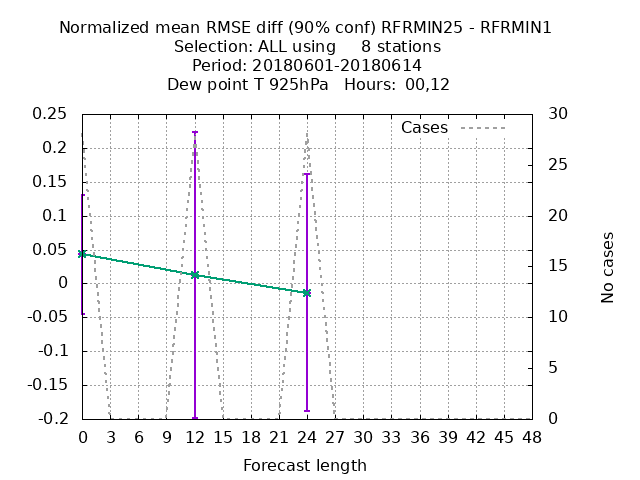 Normalized mean RMSE diff (90% conf) RFRMIN25 - RFRMIN1
Selection: ALL using 8 stations
Period: 20180601-20180614
Dew point T 925hPa Hours: 00,12
Cases
0.25
0.2
0.15
0.1
0.05
0
-0.05
-0.1
-0.15
-0.2
30
25
20
15
10
5
0
No cases
0 3 6 9 12 15 18 21 24 27 30 33 36 39 42 45 48
Forecast length